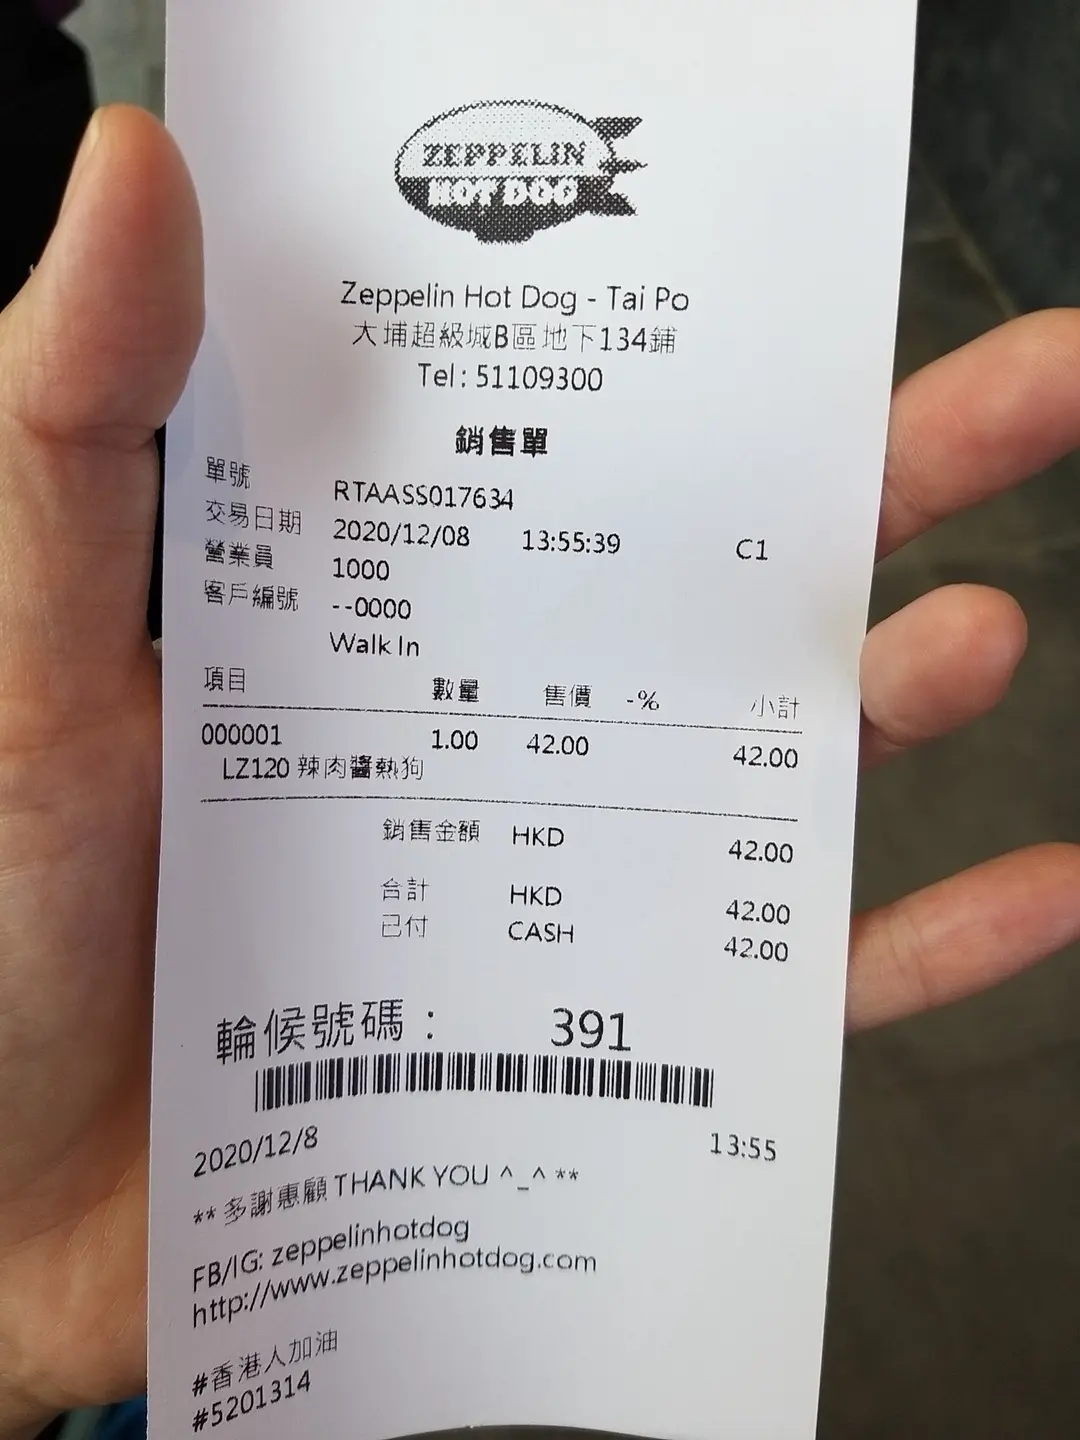 ZEPPELIN
HOT DOG
Zeppelin Hot Dog - Tai Po
大埔超級城B區地下134鋪
Tel: 51109300
銷售單
單號 RTAASS017634
交易日期 2020/12/08 13:55:39 C1
營業員 1000
客戶編號 --0000
Walk In
項目 數量 售價 -% 小計
000001 1.00 42.00 42.00
LZ120 辣肉醬熱狗
銷售金額 HKD 42.00
合計 HKD 42.00
已付 CASH 42.00
輪候號碼： 391
2020/12/8 13:55
** 多謝惠顧 THANK YOU ^_^ **
FB/IG: zeppelinhotdog
http://www.zeppelinhotdog.com
#香港人加油
#5201314